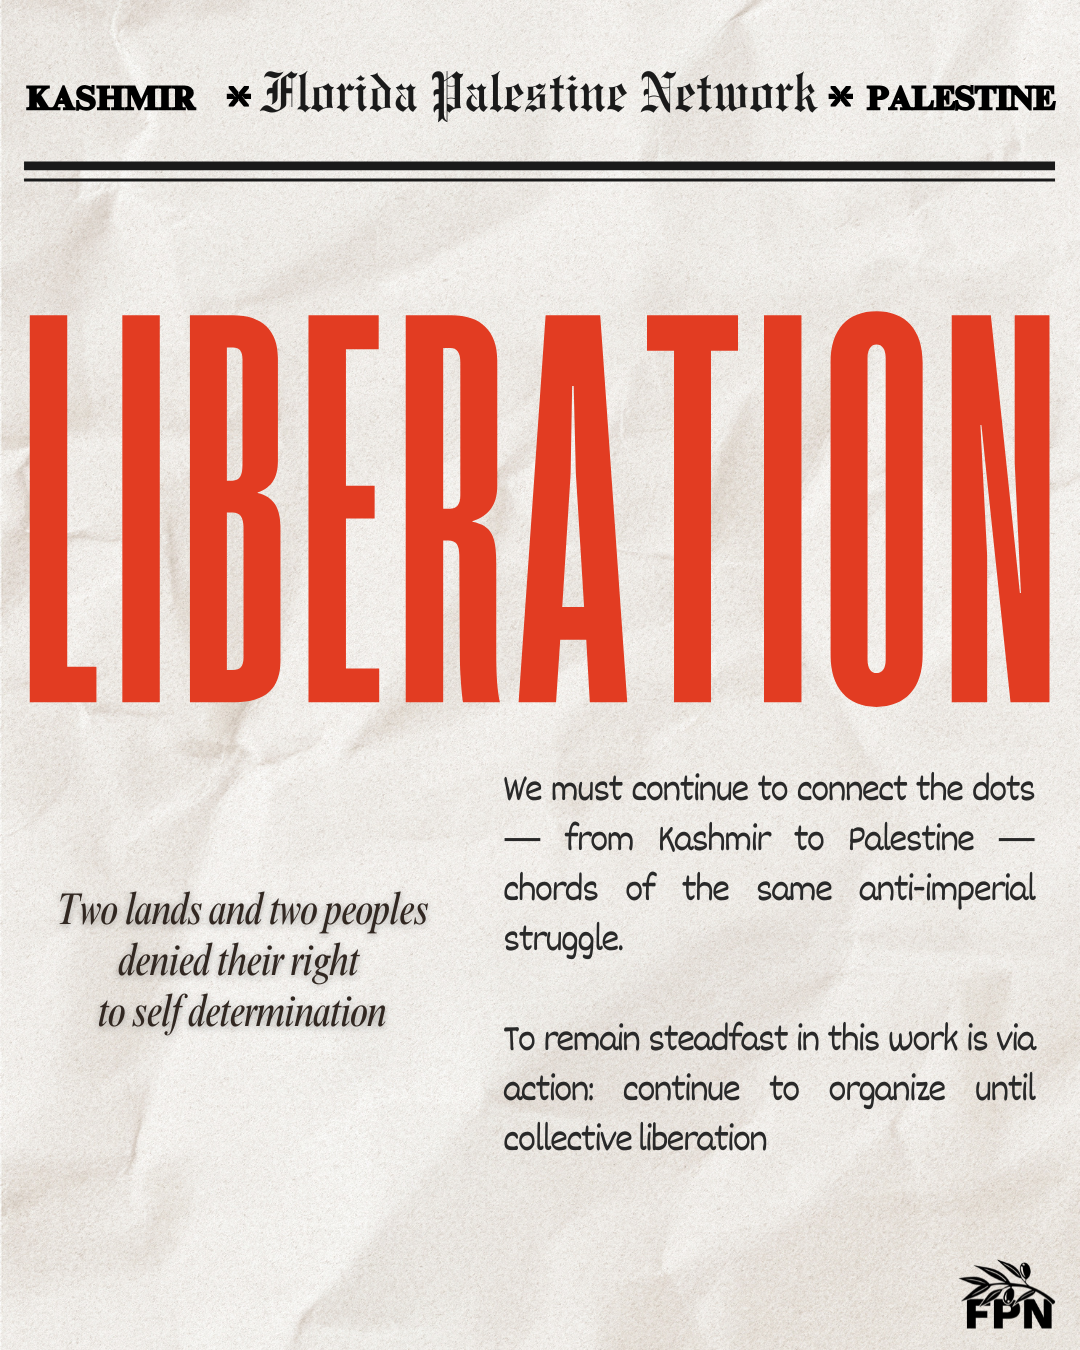 KASHMIR * Florida Palestine Network * PALESTINE
LIBERATION
Two lands and two peoples
denied their right
to self determination
We must continue to connect the dots
— from Kashmir to Palestine —
chords of the same anti-imperial
struggle.
To remain steadfast in this work is via
action: continue to organize until
collective liberation
FPN